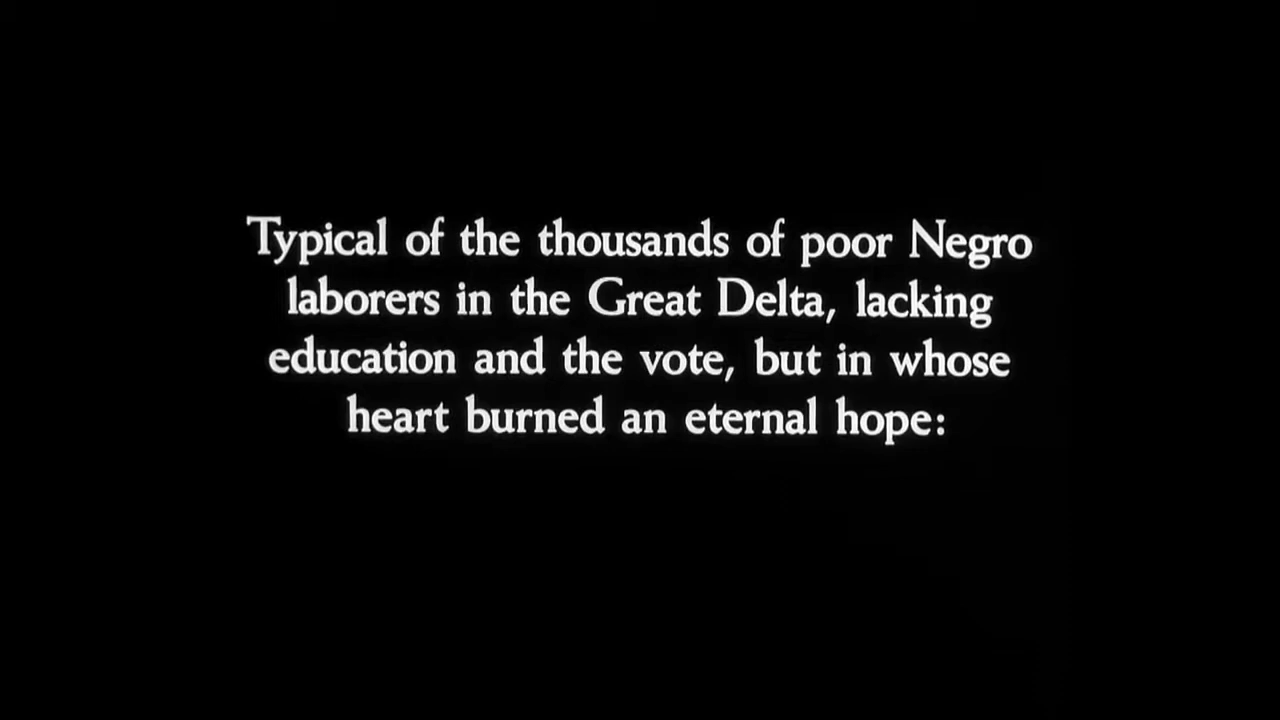 Typical of the thousands of poor Negro
laborers in the Great Delta, lacking
education and the vote, but in whose
heart burned an eternal hope: